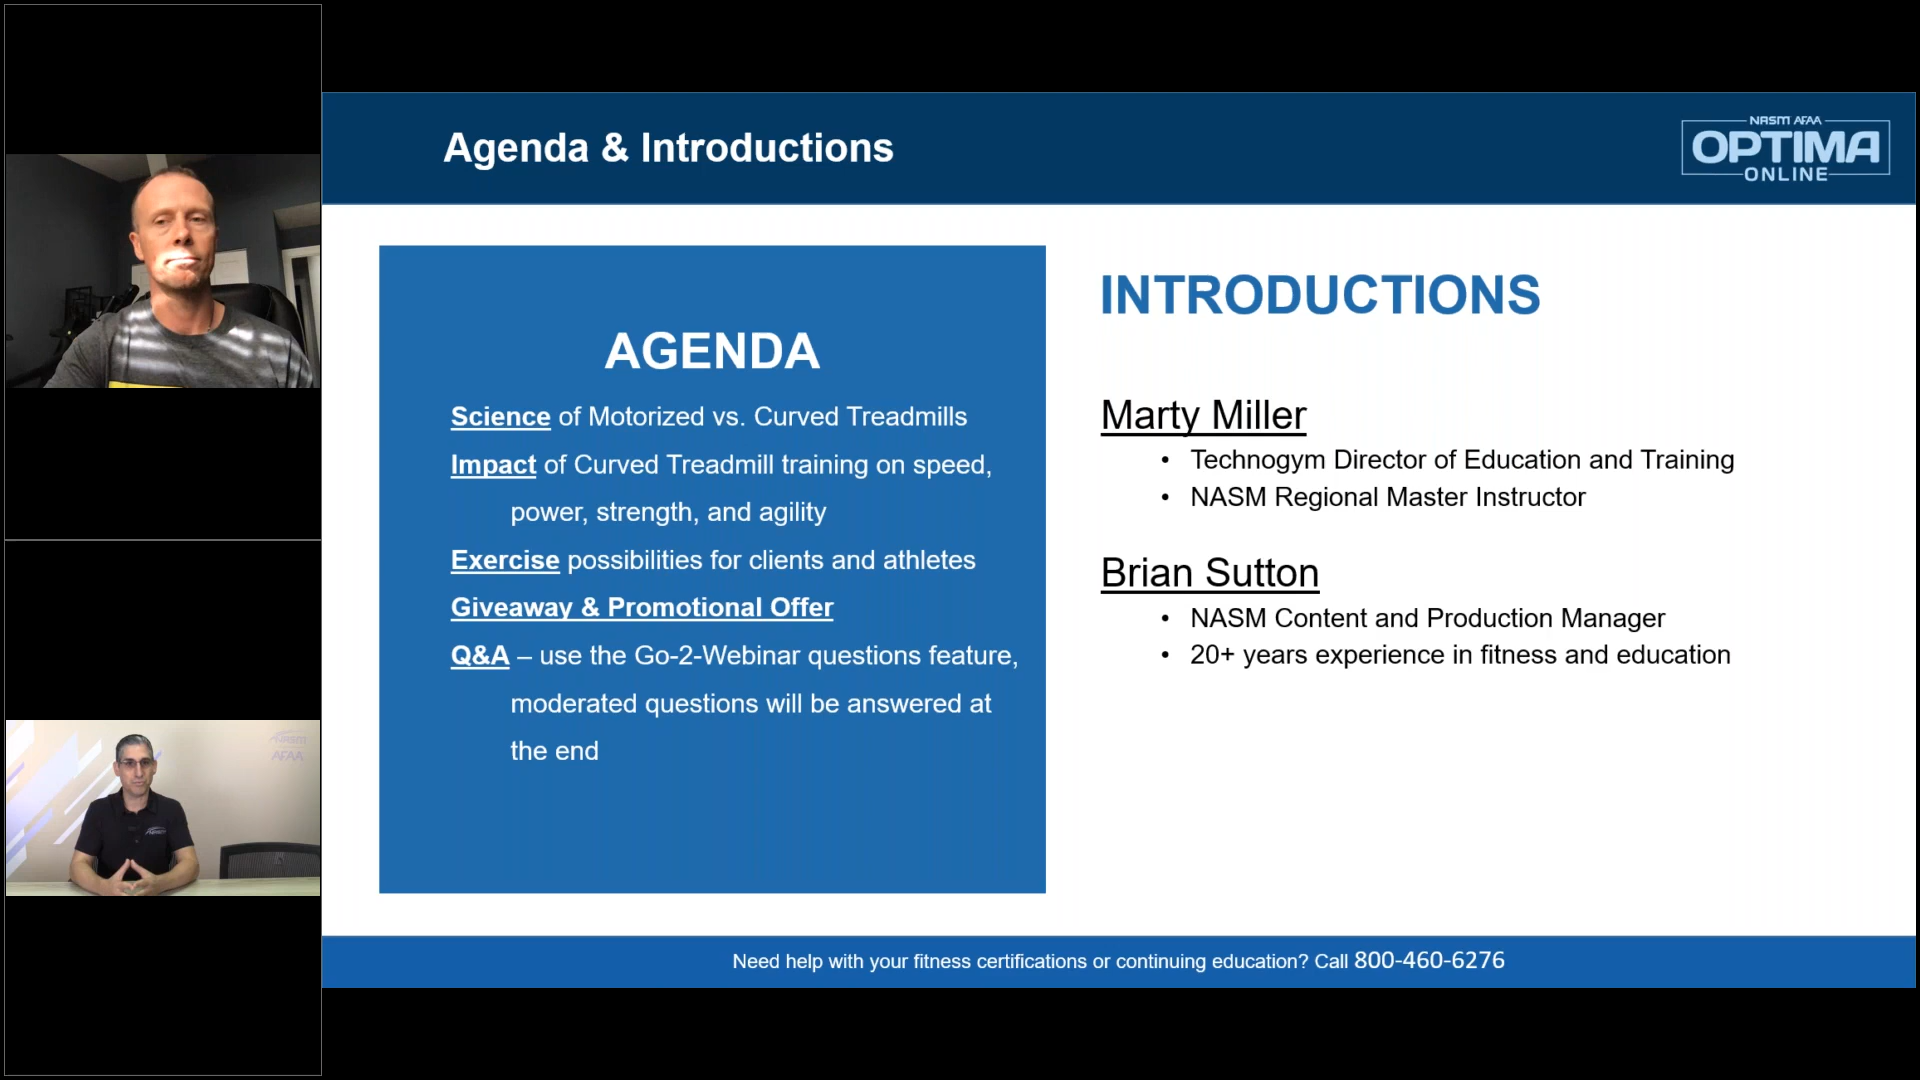 Agenda & Introductions
NASM AFAA
OPTIMA
ONLINE
AGENDA
Science of Motorized vs. Curved Treadmills
Impact of Curved Treadmill training on speed,
power, strength, and agility
Exercise possibilities for clients and athletes
Giveaway & Promotional Offer
Q&A – use the Go-2-Webinar questions feature,
moderated questions will be answered at
the end
INTRODUCTIONS
Marty Miller
• Technogym Director of Education and Training
• NASM Regional Master Instructor
Brian Sutton
• NASM Content and Production Manager
• 20+ years experience in fitness and education
NASM
AFAA
Need help with your fitness certifications or continuing education? Call 800-460-6276